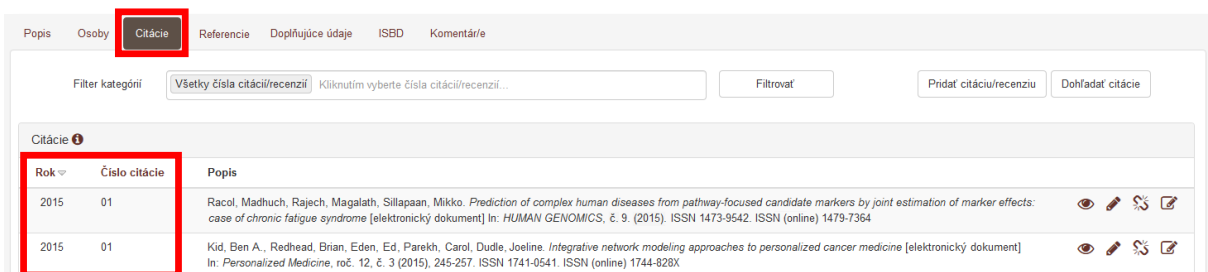 Popis Osoby Citácie Referencie Doplňujúce údaje ISBD Komentár/e
Filter kategórií Všetky čísla citácií/recenzií Kliknutím vyberte čísla citácií/recenzií... Filtrovať Pridať citáciu/recenziu Dohľadať citácie
Citácie
Rok Číslo citácie Popis
2015 01 Racol, Madhuch, Rajech, Magalath, Sillapaan, Mikko. Prediction of complex human diseases from pathway-focused candidate markers by joint estimation of marker effects:
case of chronic fatigue syndrome [elektronický dokument] In: HUMAN GENOMICS, č. 9. (2015). ISSN 1473-9542. ISSN (online) 1479-7364
2015 01 Kid, Ben A., Redhead, Brian, Eden, Ed, Parekh, Carol, Dudle, Joeline. Integrative network modeling approaches to personalized cancer medicine [elektronický dokument]
In: Personalized Medicine, roč. 12, č. 3 (2015), 245-257. ISSN 1741-0541. ISSN (online) 1744-828X